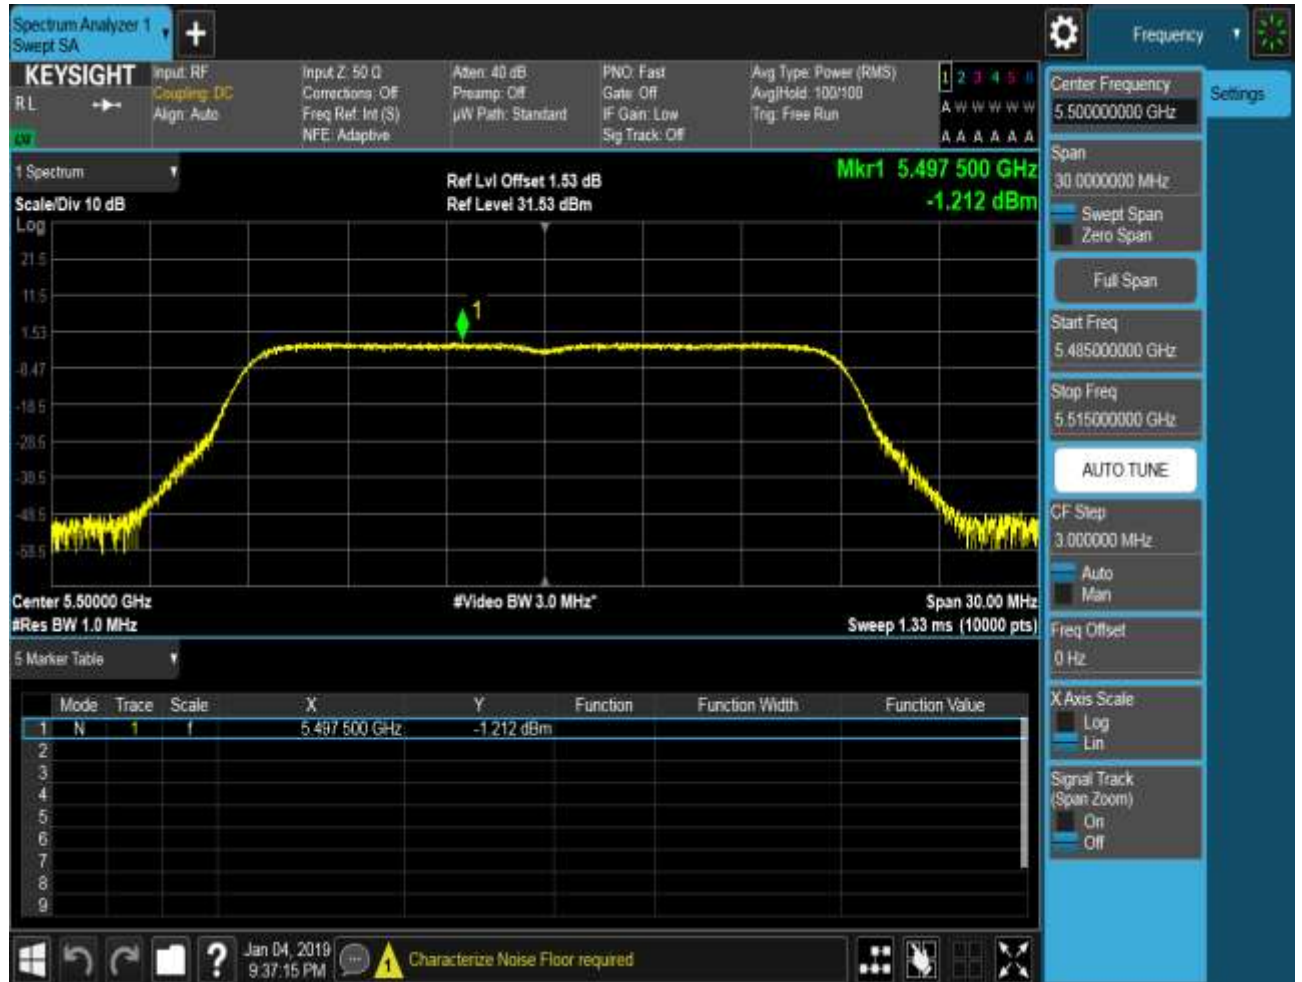 Spectrum Analyzer 1
Swept SA
+
Frequency
KEYSIGHT
RL
Input: RF
Coupling: DC
Align: Auto
Input Z: 50 Ω
Corrections: Off
Freq Ref: Int (S)
NFE: Adaptive
Atten: 40 dB
Preamp: Off
µW Path: Standard
PNO: Fast
Gate: Off
IF Gain: Low
Sig Track: Off
Avg Type: Power (RMS)
Avg|Hold: 100/100
Trig: Free Run
1 2 3 4 5 6
A W W W W W
A A A A A A
1 Spectrum
Scale/Div 10 dB
Ref Lvl Offset 1.53 dB
Ref Level 31.53 dBm
Mkr1 5.497 500 GHz
-1.212 dBm
Log
21.5
11.5
1.53
-8.47
-18.5
-28.5
-38.5
-48.5
-58.5
1
Center 5.50000 GHz
#Res BW 1.0 MHz
#Video BW 3.0 MHz*
Span 30.00 MHz
Sweep 1.33 ms (10000 pts)
5 Marker Table
Mode Trace Scale X Y Function Function Width Function Value
1 N 1 f 5.497 500 GHz -1.212 dBm
2
3
4
5
6
7
8
9
Jan 04, 2019
9:37:15 PM
Characterize Noise Floor required
Center Frequency
5.500000000 GHz
Settings
Span
30.0000000 MHz
Swept Span
Zero Span
Full Span
Start Freq
5.485000000 GHz
Stop Freq
5.515000000 GHz
AUTO TUNE
CF Step
3.000000 MHz
Auto
Man
Freq Offset
0 Hz
X Axis Scale
Log
Lin
Signal Track
(Span Zoom)
On
Off